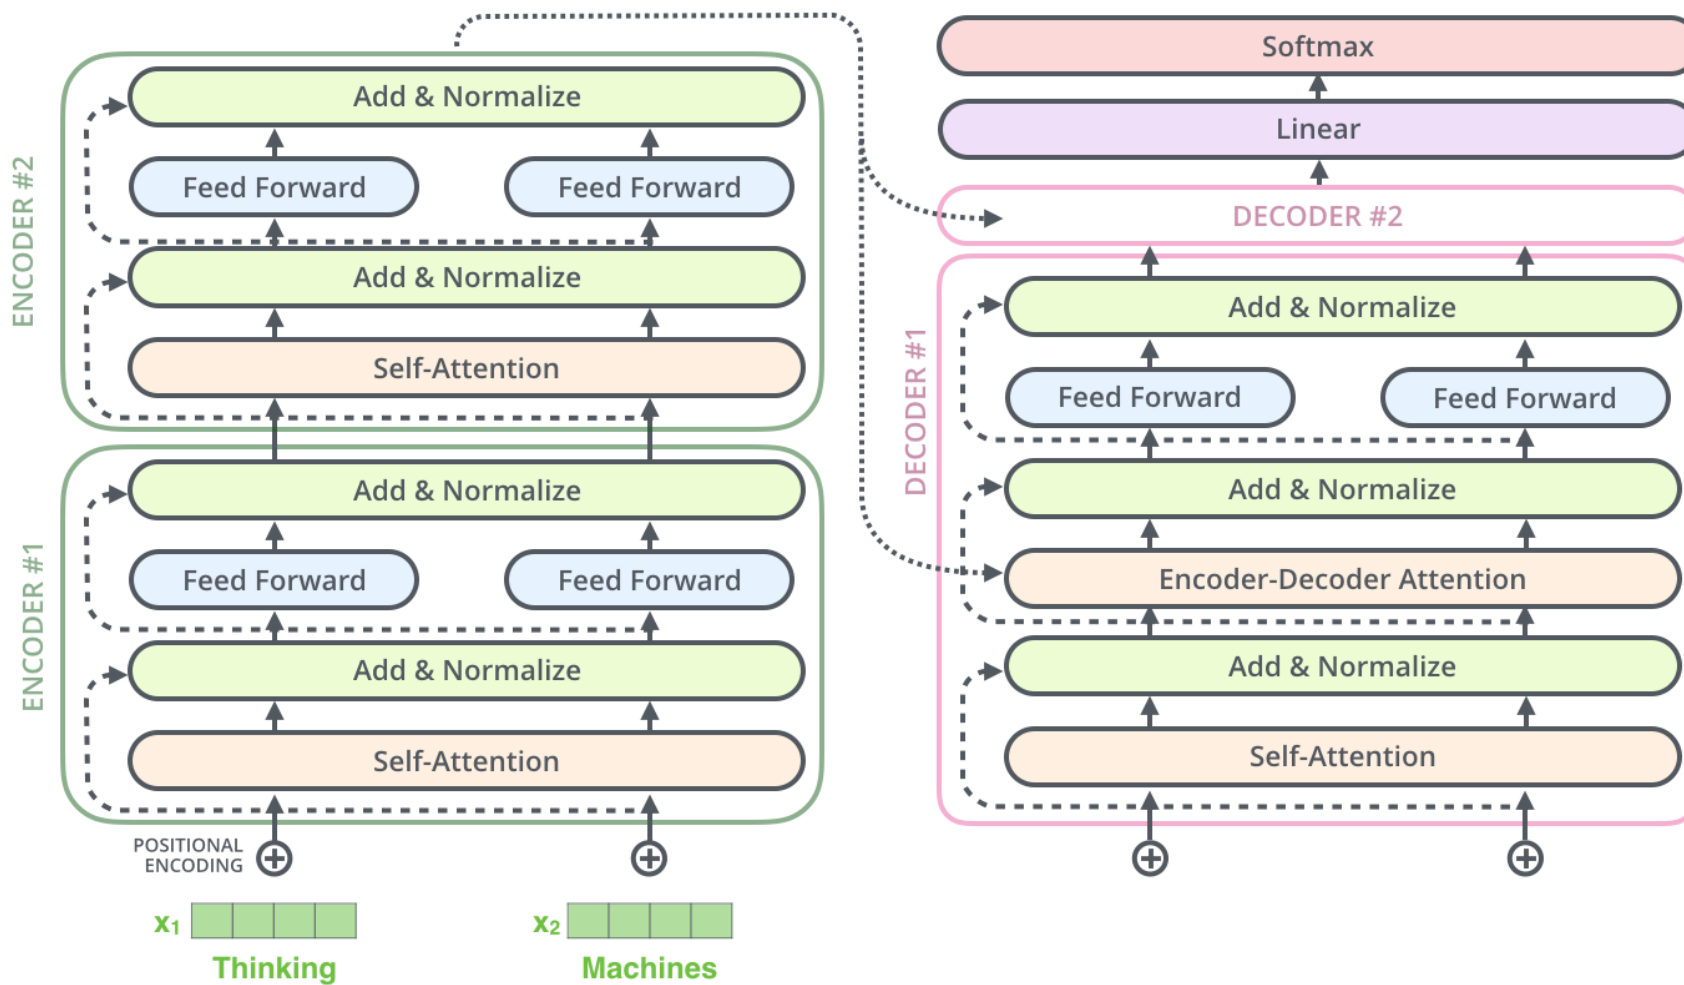 ENCODER #2
Add & Normalize
Feed Forward
Feed Forward
Add & Normalize
Self-Attention
ENCODER #1
Add & Normalize
Feed Forward
Feed Forward
Add & Normalize
Self-Attention
POSITIONAL
ENCODING
x₁
x₂
Thinking
Machines
Softmax
Linear
DECODER #2
DECODER #1
Add & Normalize
Feed Forward
Feed Forward
Add & Normalize
Encoder-Decoder Attention
Add & Normalize
Self-Attention